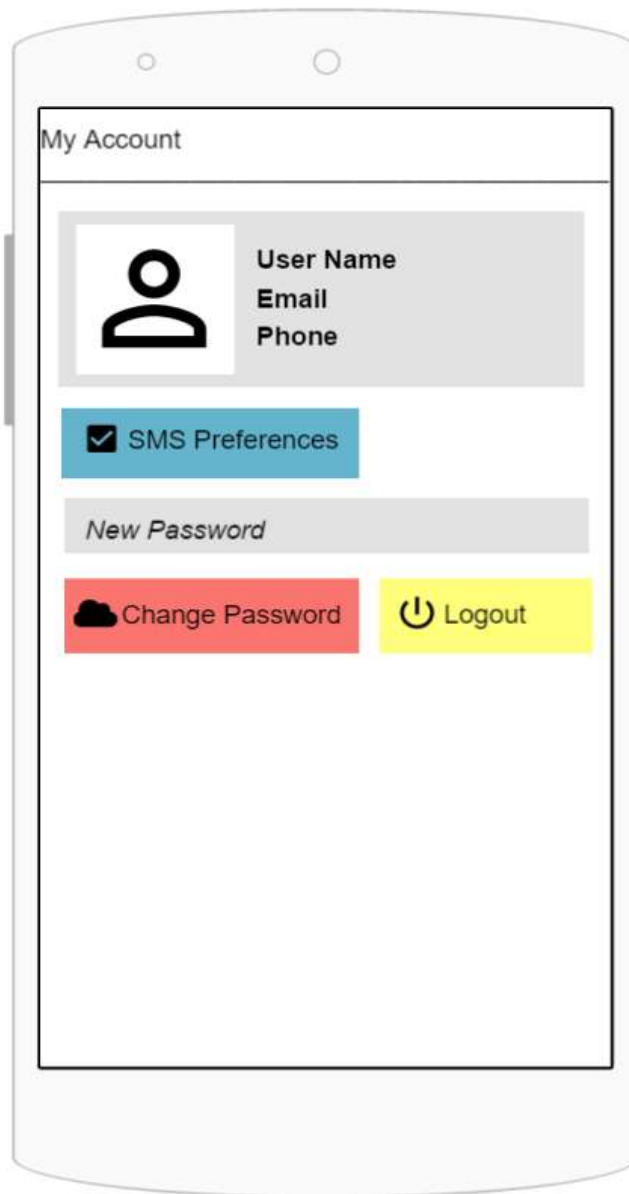 My Account
User Name
Email
Phone
SMS Preferences
New Password
Change Password
Logout